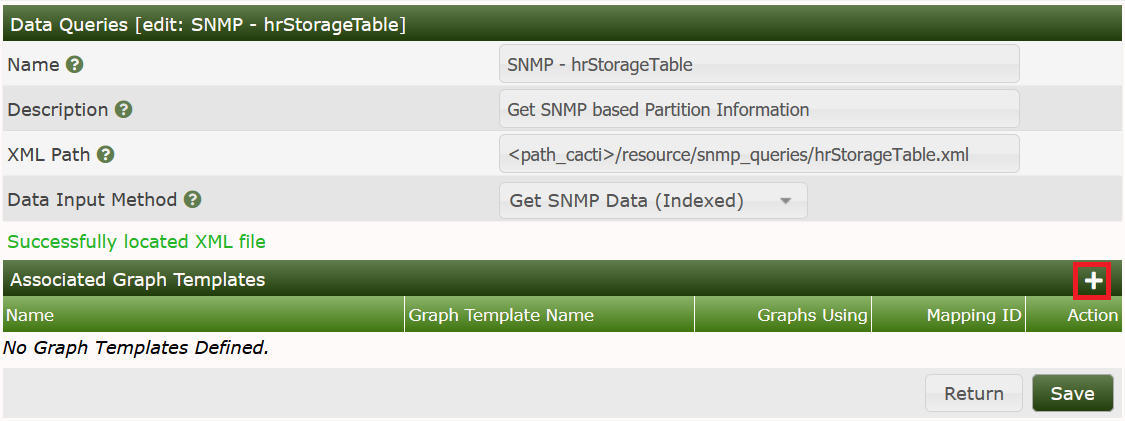 Data Queries [edit: SNMP - hrStorageTable]
Name ? SNMP - hrStorageTable
Description ? Get SNMP based Partition Information
XML Path ? <path_cacti>/resource/snmp_queries/hrStorageTable.xml
Data Input Method ? Get SNMP Data (Indexed)
Successfully located XML file
Associated Graph Templates +
Name Graph Template Name Graphs Using Mapping ID Action
No Graph Templates Defined.
Return Save